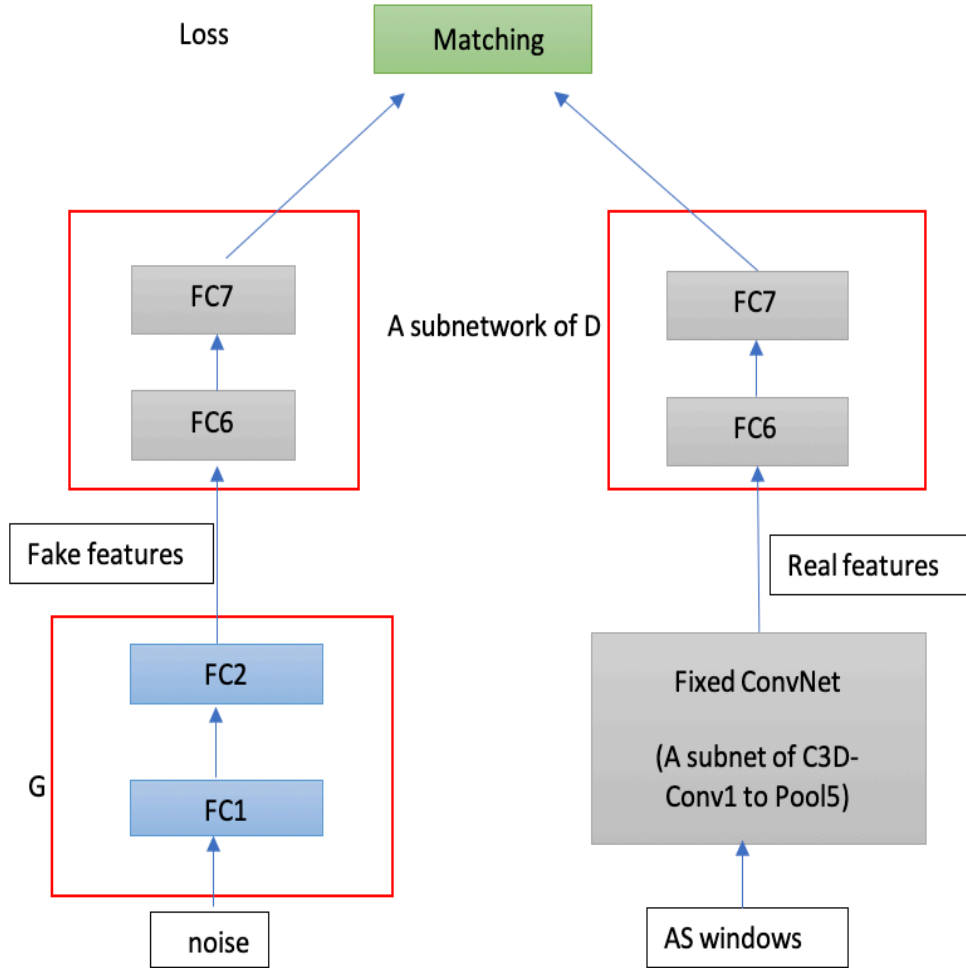 Loss
Matching
FC7
FC7
A subnetwork of D
FC6
FC6
Fake features
Real features
FC2
Fixed ConvNet
(A subnet of C3D-
Conv1 to Pool5)
G
FC1
noise
AS windows